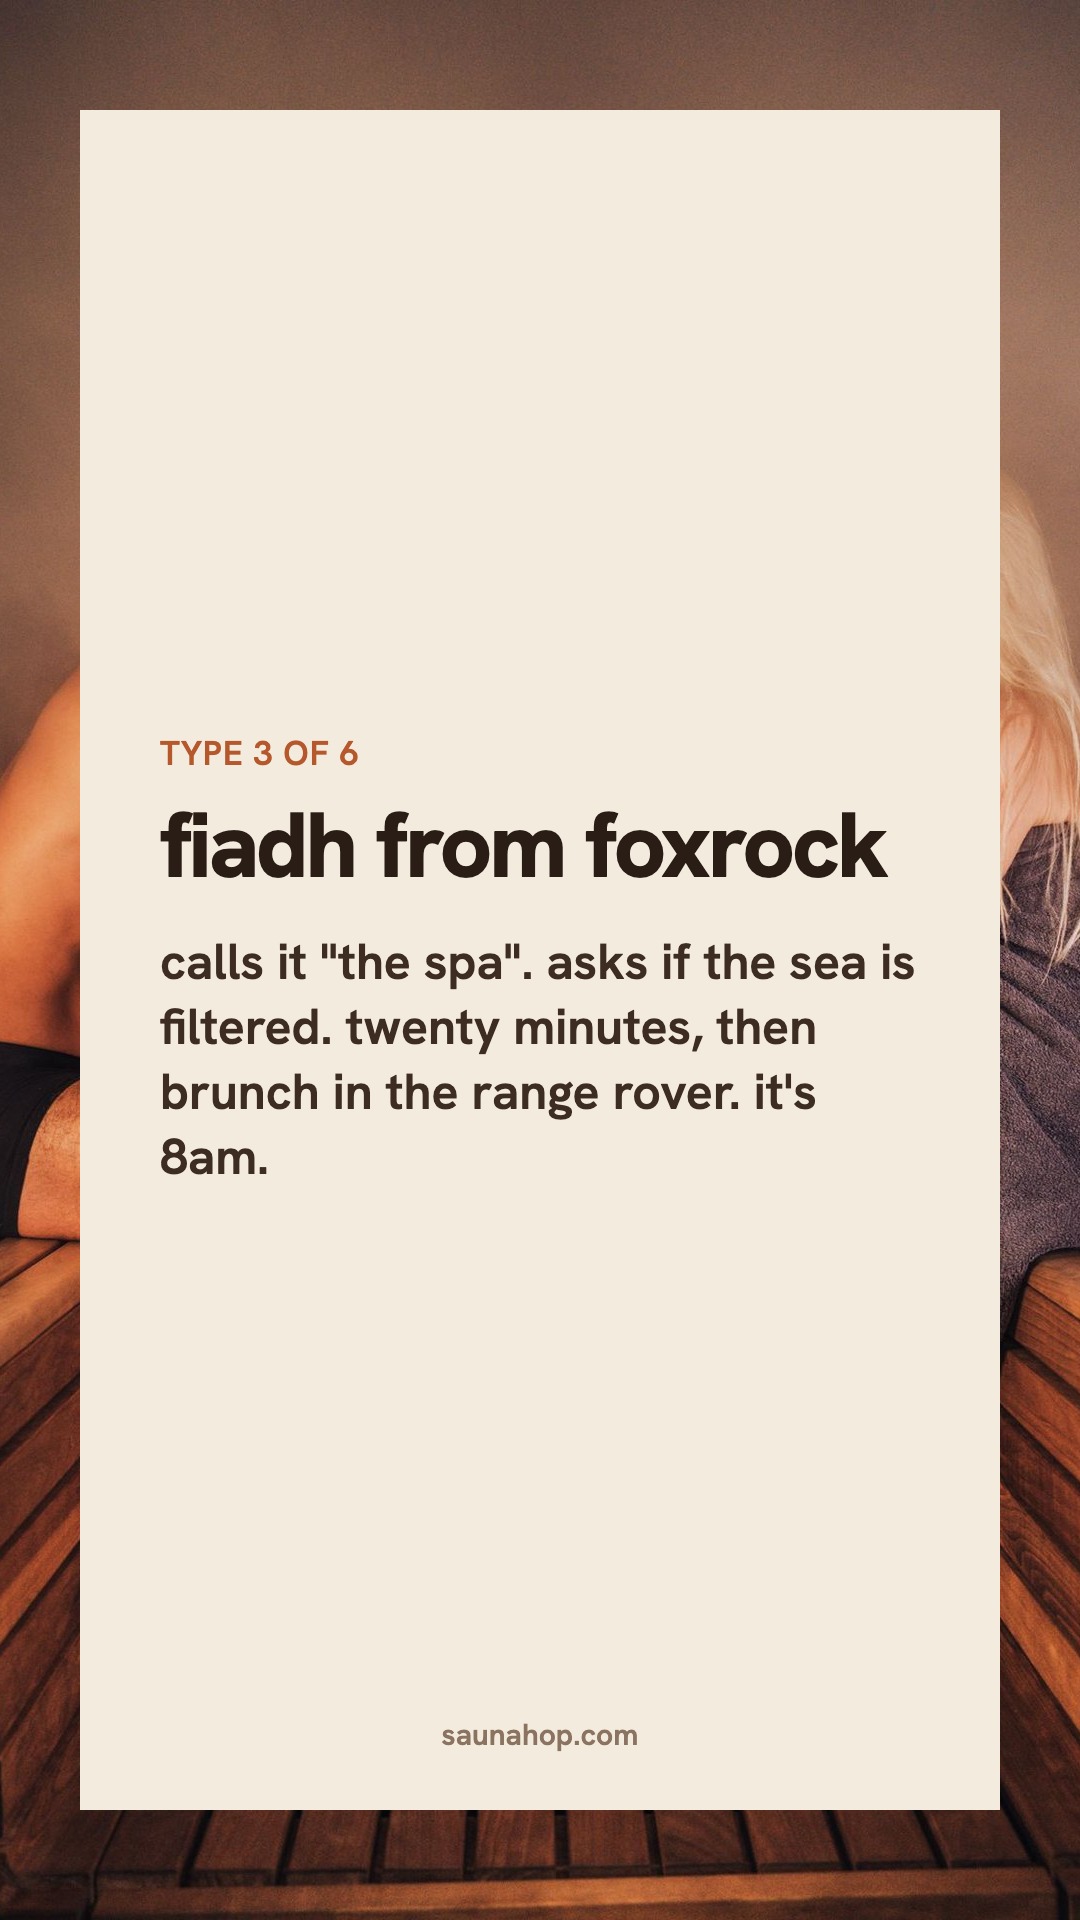 TYPE 3 OF 6
fiadh from foxrock
calls it "the spa". asks if the sea is
filtered. twenty minutes, then
brunch in the range rover. it's
8am.
saunahop.com